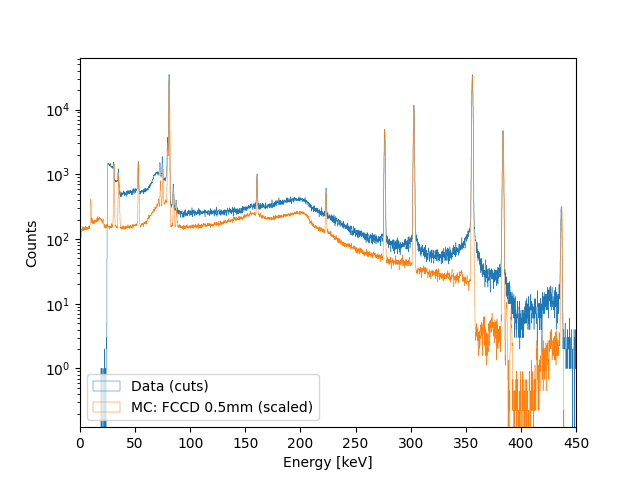 10⁴
10³
10²
10¹
10⁰
Counts
Data (cuts)
MC: FCCD 0.5mm (scaled)
0 50 100 150 200 250 300 350 400 450
Energy [keV]